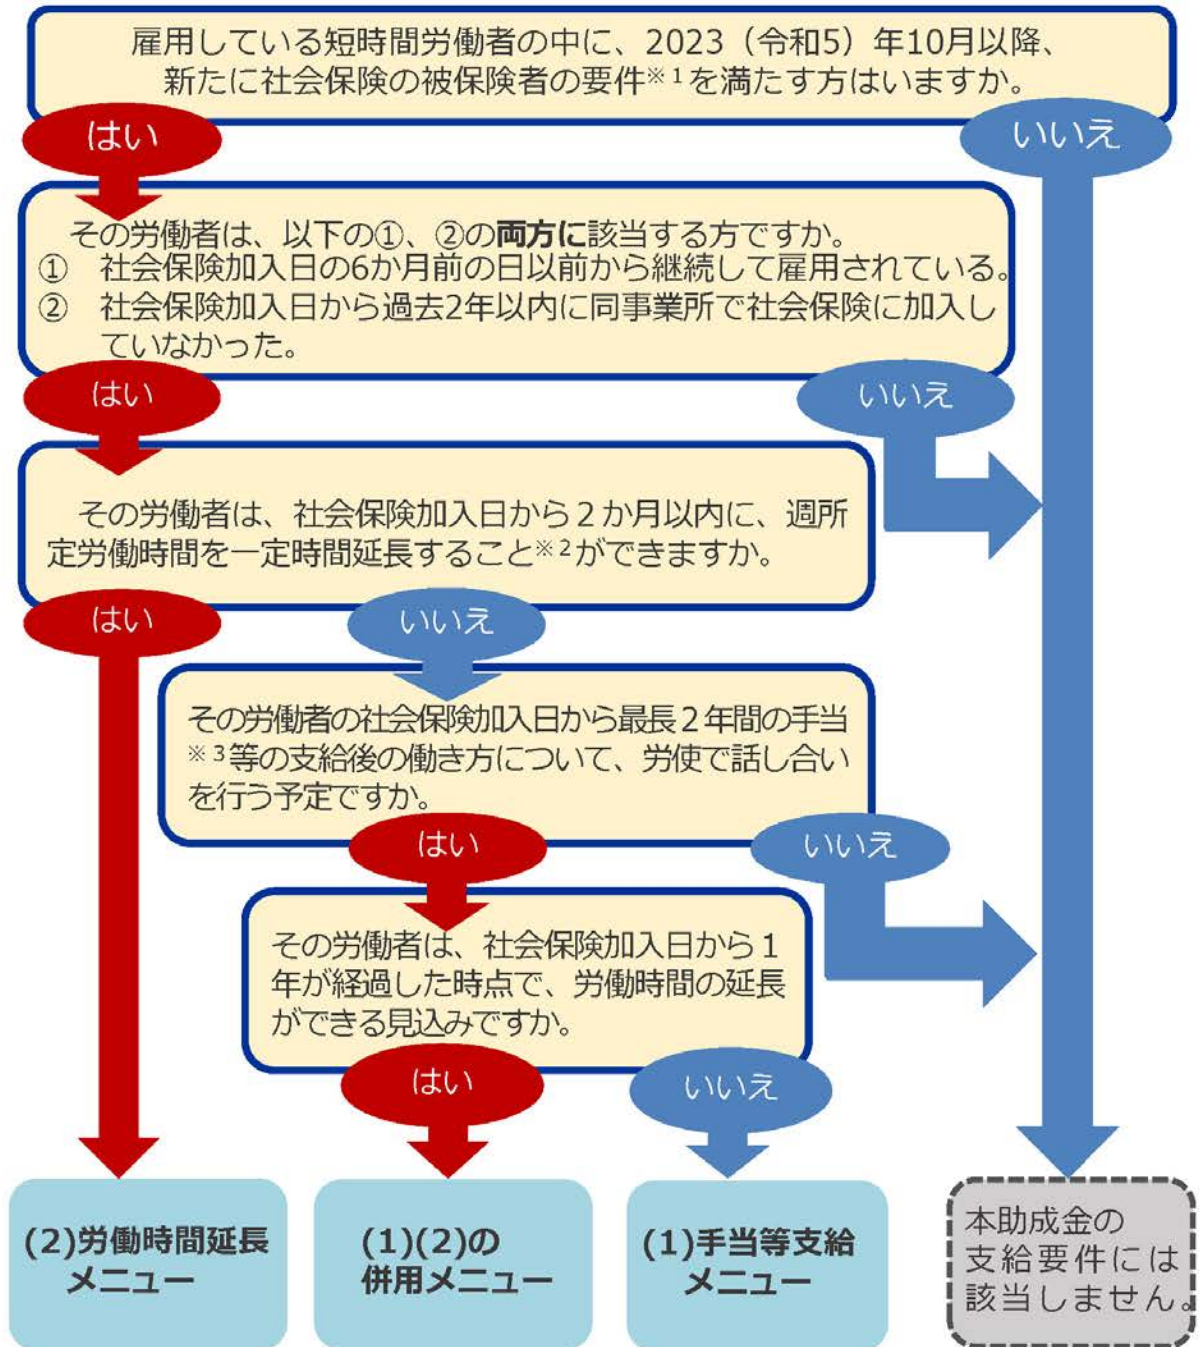 雇用している短時間労働者の中に、2023（令和5）年10月以降、
新たに社会保険の被保険者の要件※1を満たす方はいますか。
はい
いいえ
その労働者は、以下の①、②の両方に該当する方ですか。
① 社会保険加入日の6か月前の日以前から継続して雇用されている。
② 社会保険加入日から過去2年以内に同事業所で社会保険に加入し
ていなかった。
はい
いいえ
その労働者は、社会保険加入日から２か月以内に、週所
定労働時間を一定時間延長すること※2ができますか。
はい
いいえ
その労働者の社会保険加入日から最長２年間の手当
※3等の支給後の働き方について、労使で話し合い
を行う予定ですか。
はい
いいえ
その労働者は、社会保険加入日から１
年が経過した時点で、労働時間の延長
ができる見込みですか。
はい
いいえ
(2)労働時間延長
メニュー
(1)(2)の
併用メニュー
(1)手当等支給
メニュー
本助成金の
支給要件には
該当しません。